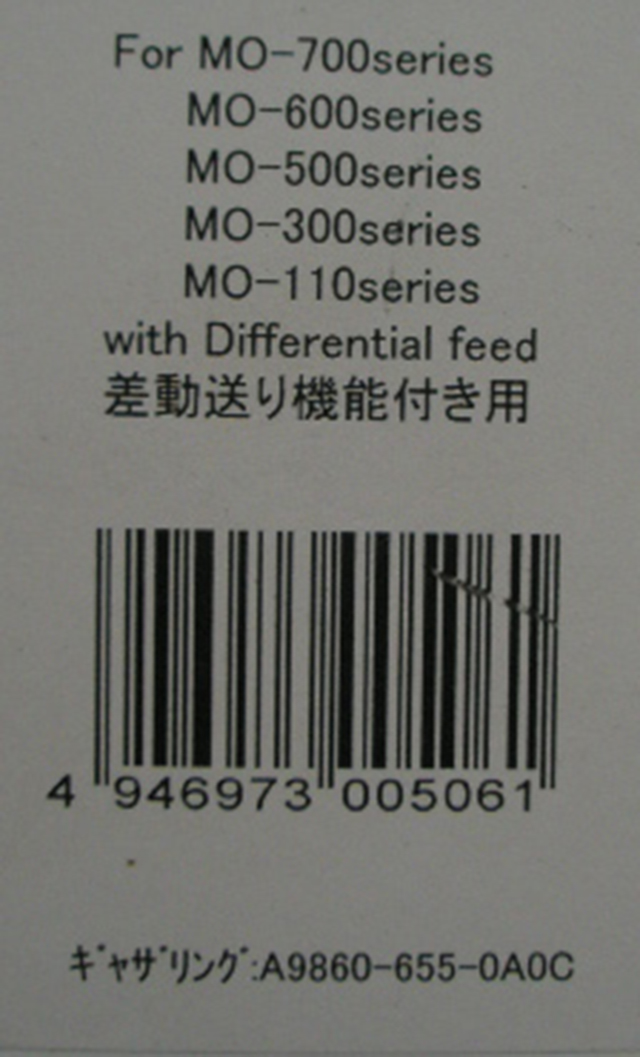 For MO-700series
MO-600series
MO-500series
MO-300series
MO-110series
with Differential feed
差動送り機能付き用
4 946973 005061
ｷﾞｬｻﾞﾘﾝｸﾞ:A9860-655-0A0C